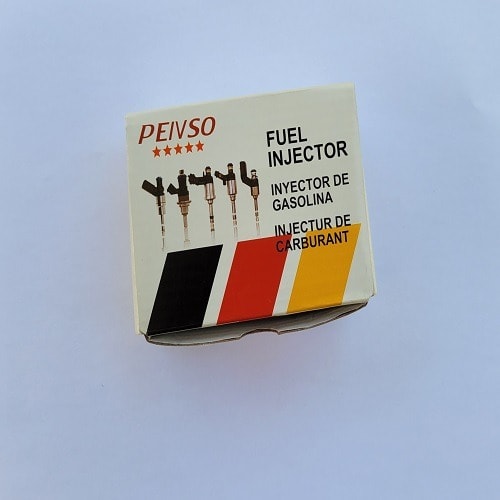 PENSO
FUEL
INJECTOR
INYECTOR DE
GASOLINA
INJECTUR DE
CARBURANT